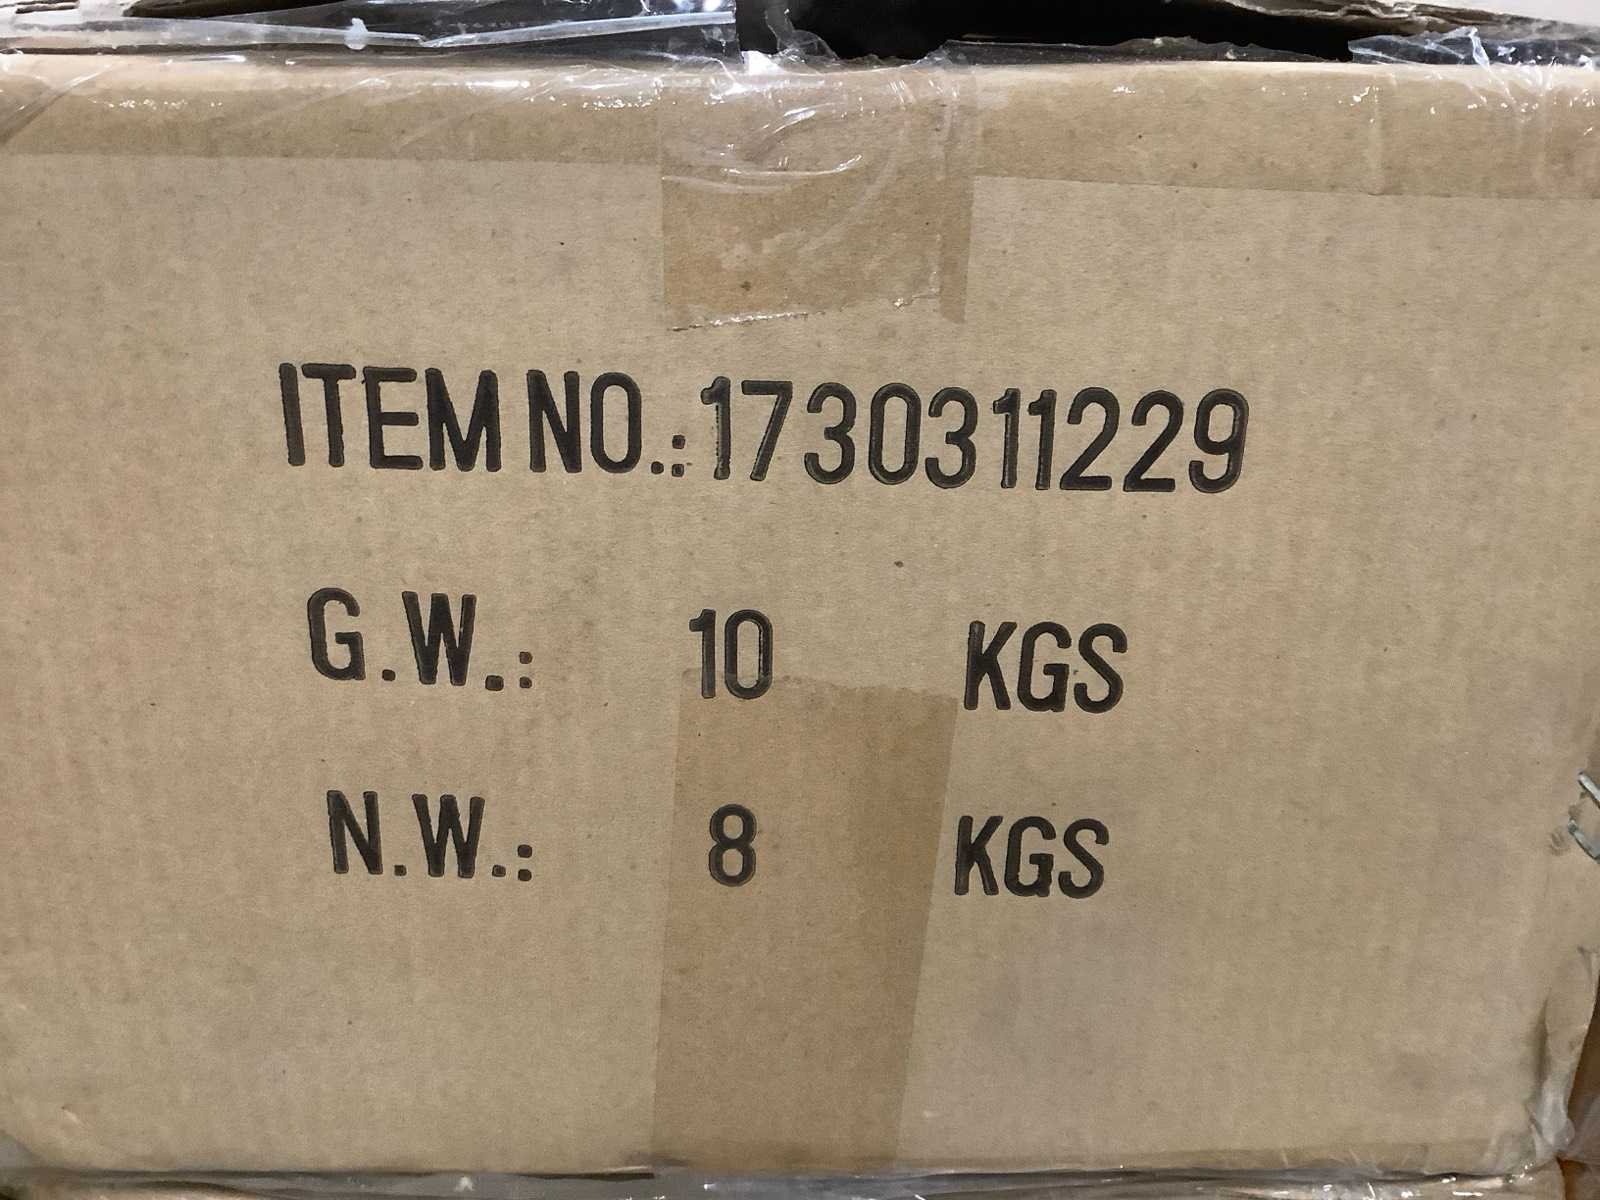 ITEM NO.:1730311229
G.W.: 10 KGS
N.W.: 8 KGS